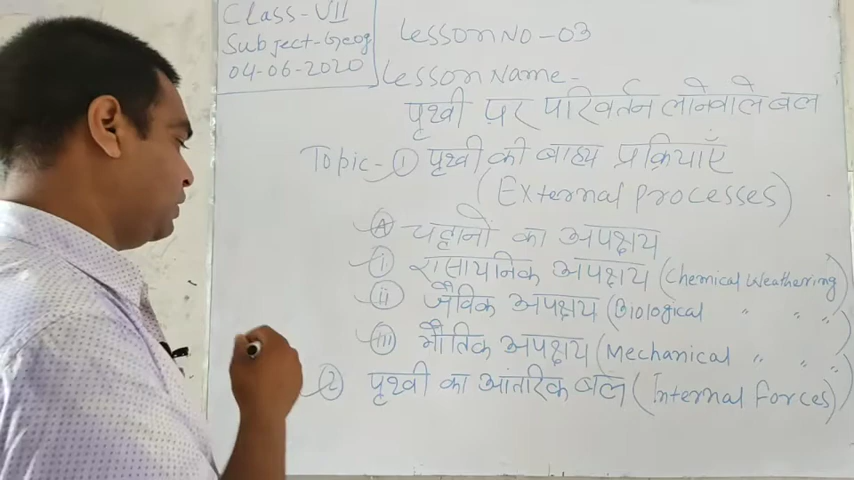 Class-VII
Subject-Geog
04-06-2020
Lesson No-03
Lesson Name-
पृथ्वी पर परिवर्तन लानेवाले बल
Topic- ① पृथ्वी की बाह्य प्रक्रियाएँ
(External Processes)
Ⓐ चट्टानों का अपक्षय
ⓘ रासायनिक अपक्षय (Chemical Weathering)
ii जैविक अपक्षय (Biological " " ")
iii भौतिक अपक्षय (Mechanical " " ")
② पृथ्वी का आंतरिक बल (Internal Forces)